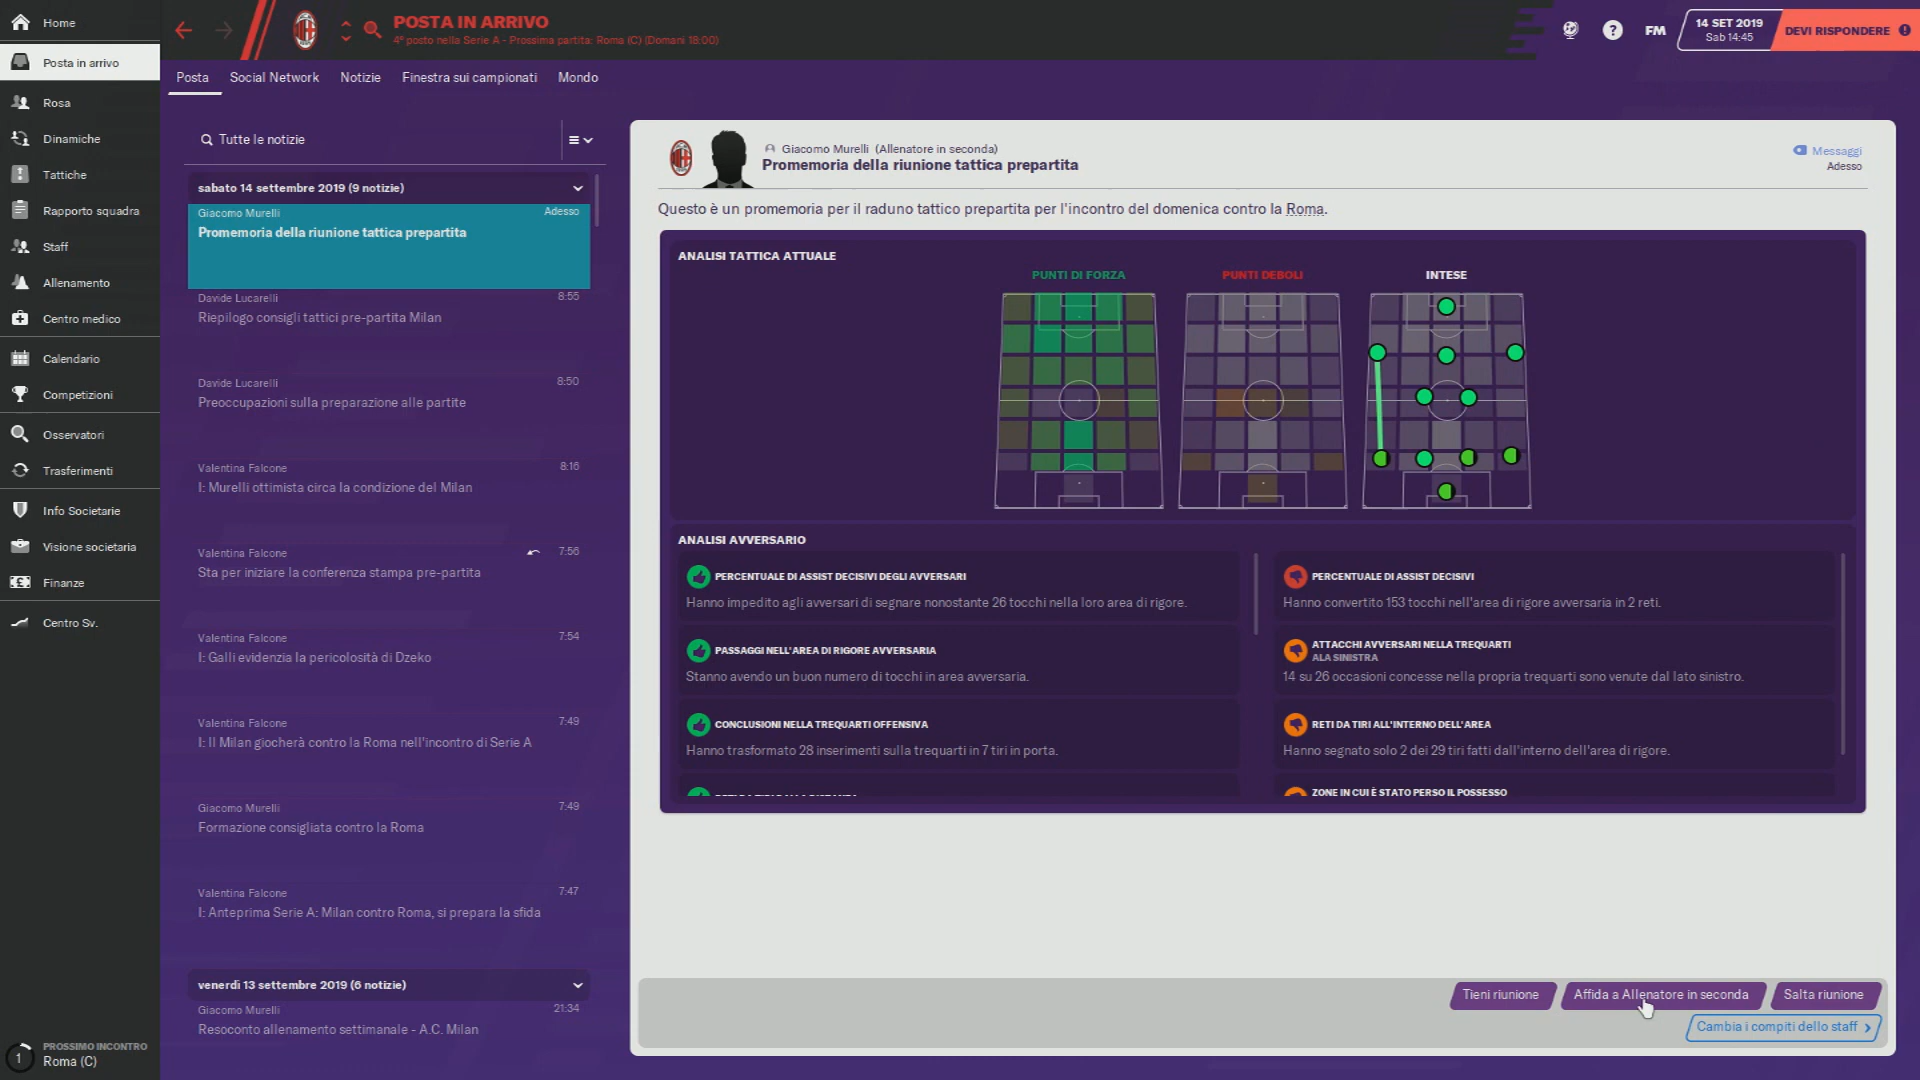 Home
Posta in arrivo
Rosa
Dinamiche
Tattiche
Rapporto squadra
Staff
Allenamento
Centro medico
Calendario
Competizioni
Osservatori
Trasferimenti
Info Societarie
Visione societaria
Finanze
Centro Sv.
1
PROSSIMO INCONTRO
Roma (C)
POSTA IN ARRIVO
4° posto nella Serie A - Prossima partita: Roma (C) (Domani 18:00)
?
FM
14 SET 2019
Sab 14:45
DEVI RISPONDERE
Posta Social Network Notizie Finestra sui campionati Mondo
Tutte le notizie
sabato 14 settembre 2019 (9 notizie)
Giacomo Murelli Adesso
Promemoria della riunione tattica prepartita
Davide Lucarelli 8:55
Riepilogo consigli tattici pre-partita Milan
Davide Lucarelli 8:50
Preoccupazioni sulla preparazione alle partite
Valentina Falcone 8:16
I: Murelli ottimista circa la condizione del Milan
Valentina Falcone 7:56
Sta per iniziare la conferenza stampa pre-partita
Valentina Falcone 7:54
I: Galli evidenzia la pericolosità di Dzeko
Valentina Falcone 7:49
I: Il Milan giocherà contro la Roma nell'incontro di Serie A
Giacomo Murelli 7:49
Formazione consigliata contro la Roma
Valentina Falcone 7:47
I: Anteprima Serie A: Milan contro Roma, si prepara la sfida
venerdì 13 settembre 2019 (6 notizie)
Giacomo Murelli 21:34
Resoconto allenamento settimanale - A.C. Milan
Giacomo Murelli (Allenatore in seconda)
Promemoria della riunione tattica prepartita
Messaggi
Adesso
Questo è un promemoria per il raduno tattico prepartita per l'incontro del domenica contro la Roma.
ANALISI TATTICA ATTUALE
PUNTI DI FORZA PUNTI DEBOLI INTESE
ANALISI AVVERSARIO
PERCENTUALE DI ASSIST DECISIVI DEGLI AVVERSARI
Hanno impedito agli avversari di segnare nonostante 26 tocchi nella loro area di rigore.
PASSAGGI NELL'AREA DI RIGORE AVVERSARIA
Stanno avendo un buon numero di tocchi in area avversaria.
CONCLUSIONI NELLA TREQUARTI OFFENSIVA
Hanno trasformato 28 inserimenti sulla trequarti in 7 tiri in porta.
PERCENTUALE DI ASSIST DECISIVI
Hanno convertito 153 tocchi nell'area di rigore avversaria in 2 reti.
ATTACCHI AVVERSARI NELLA TREQUARTI
ALA SINISTRA
14 su 26 occasioni concesse nella propria trequarti sono venute dal lato sinistro.
RETI DA TIRI ALL'INTERNO DELL'AREA
Hanno segnato solo 2 dei 29 tiri fatti dall'interno dell'area di rigore.
ZONE IN CUI È STATO PERSO IL POSSESSO
Tieni riunione Affida a Allenatore in seconda Salta riunione
Cambia i compiti dello staff